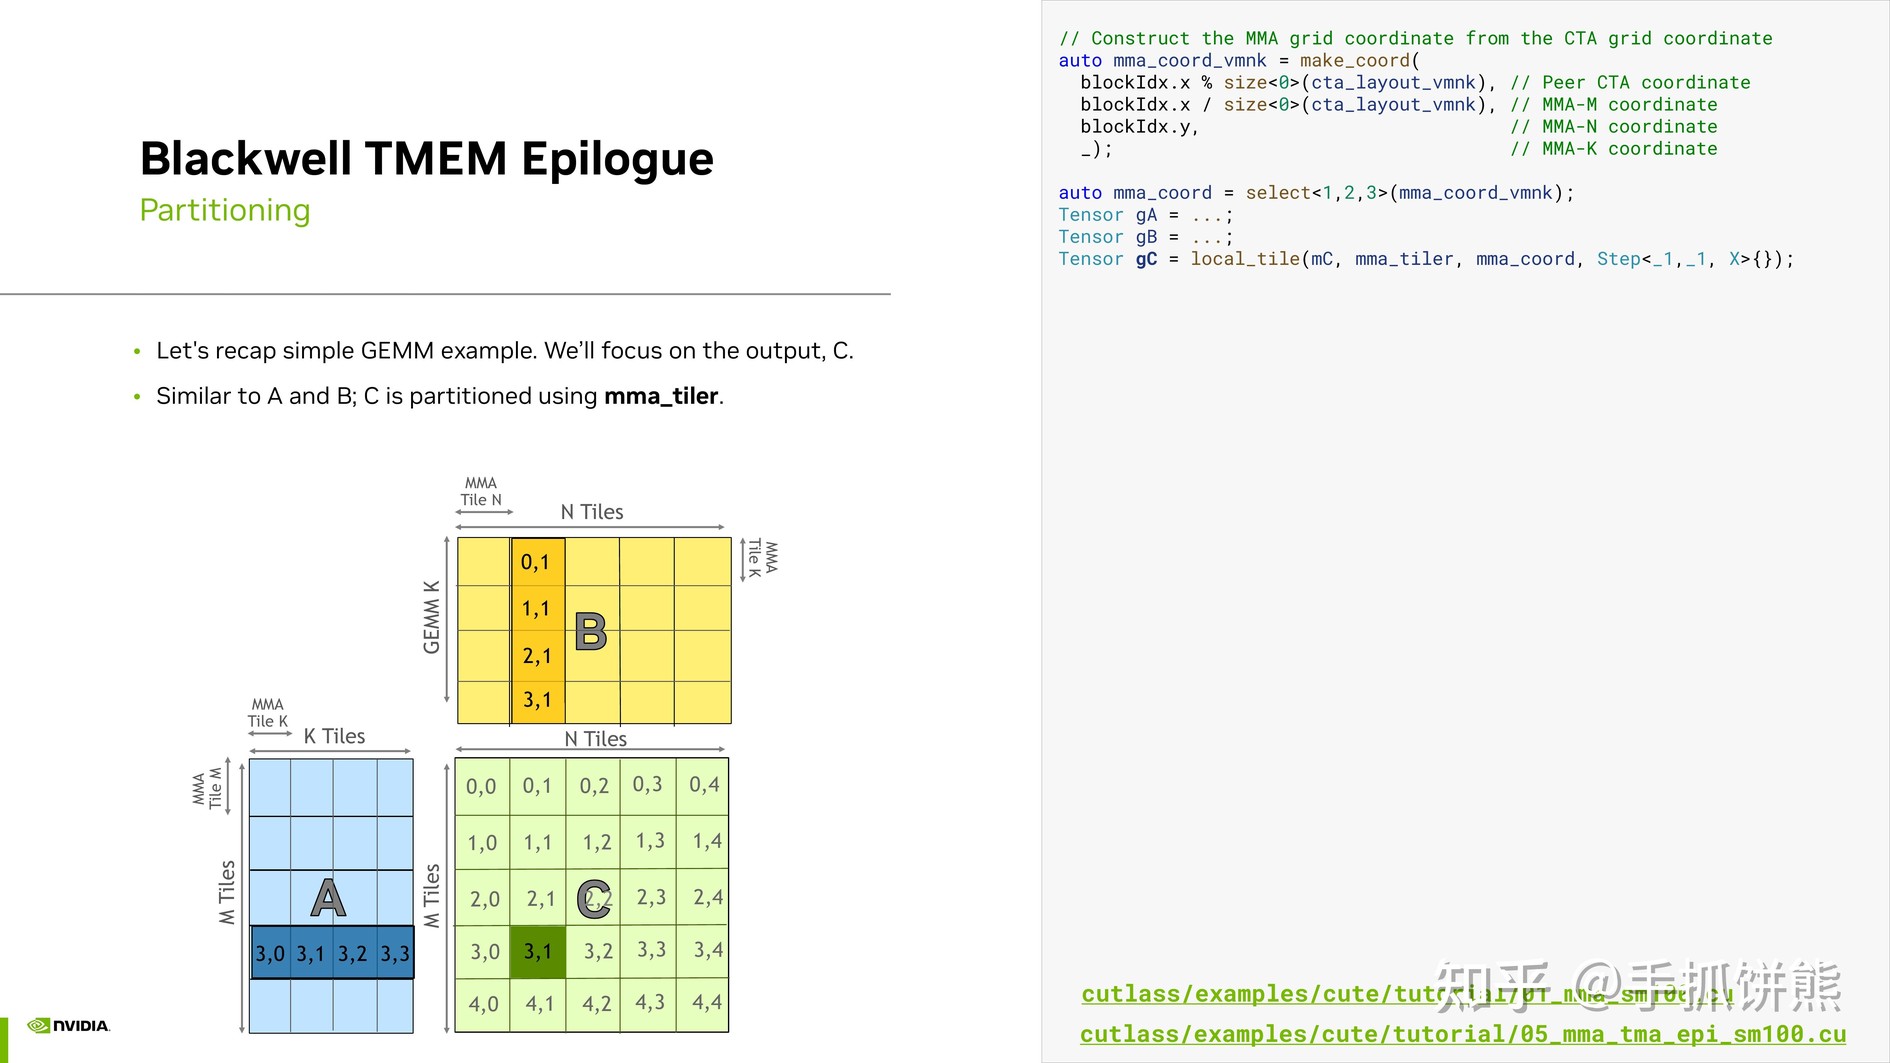 Blackwell TMEM Epilogue
Partitioning
• Let's recap simple GEMM example. We’ll focus on the output, C.
• Similar to A and B; C is partitioned using mma_tiler.
MMA
Tile N
N Tiles
GEMM K
MMA
Tile K
0,1
1,1
B
2,1
3,1
MMA
Tile K
K Tiles
MMA
Tile M
M Tiles
A
3,0 3,1 3,2 3,3
N Tiles
M Tiles
0,0 0,1 0,2 0,3 0,4
1,0 1,1 1,2 1,3 1,4
2,0 2,1 2,2 2,3 2,4
C
3,0 3,1 3,2 3,3 3,4
4,0 4,1 4,2 4,3 4,4
NVIDIA.
// Construct the MMA grid coordinate from the CTA grid coordinate
auto mma_coord_vmnk = make_coord(
  blockIdx.x % size<0>(cta_layout_vmnk), // Peer CTA coordinate
  blockIdx.x / size<0>(cta_layout_vmnk), // MMA-M coordinate
  blockIdx.y,                            // MMA-N coordinate
  _);                                    // MMA-K coordinate
auto mma_coord = select<1,2,3>(mma_coord_vmnk);
Tensor gA = ...;
Tensor gB = ...;
Tensor gC = local_tile(mC, mma_tiler, mma_coord, Step<_1,_1, X>{});
cutlass/examples/cute/tutorial/01_mma_sm100.cu
cutlass/examples/cute/tutorial/05_mma_tma_epi_sm100.cu
知乎 @手抓饼熊